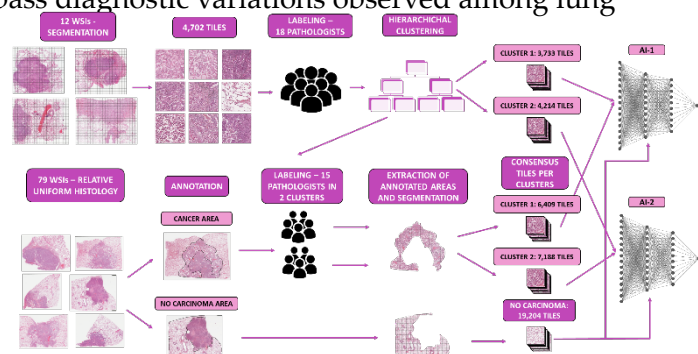 pass diagnostic variations observed among lung
12 WSIs -
SEGMENTATION
4,702 TILES
LABELING –
18 PATHOLOGISTS
HIERARCHICHAL
CLUSTERING
CLUSTER 1: 3,733 TILES
CLUSTER 2: 4,214 TILES
AI-1
79 WSIs – RELATIVE
UNIFORM HISTOLOGY
ANNOTATION
CANCER AREA
NO CARCINOMA AREA
LABELING – 15
PATHOLOGISTS IN
2 CLUSTERS
EXTRACTION OF
ANNOTATED AREAS
AND SEGMENTATION
CONSENSUS
TILES PER
CLUSTERS
CLUSTER 1: 6,409 TILES
CLUSTER 2: 7,188 TILES
NO CARCINOMA:
19,204 TILES
AI-2